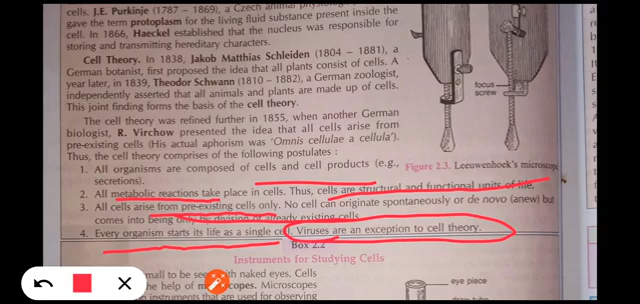 cells. J.E. Purkinje (1787 – 1869), a Czech animal
gave the term protoplasm for the living fluid substance present inside the
cell. In 1866, Haeckel established that the nucleus was responsible for
storing and transmitting hereditary characters.
Cell Theory. In 1838, Jakob Matthias Schleiden (1804 – 1881), a
German botanist, first proposed the idea that all plants consist of cells. A
year later, in 1839, Theodor Schwann (1810 – 1882), a German zoologist,
independently asserted that all animals and plants are made up of cells.
This joint finding forms the basis of the cell theory.
The cell theory was refined further in 1855, when another German
biologist, R. Virchow presented the idea that all cells arise from
pre-existing cells (His actual aphorism was 'Omnis cellulae a cellula').
Thus, the cell theory comprises of the following postulates :
1. All organisms are composed of cells and cell products (e.g.,
secretions).
2. All metabolic reactions take place in cells. Thus, cells are structural and functional units of life.
3. All cells arise from pre-existing cells only. No cell can originate spontaneously or de novo (anew) but
comes into being only by division of already existing cells.
4. Every organism starts its life as a single cell. Viruses are an exception to cell theory.
focus
screw
Figure 2.3. Leeuwenhoek's microscope
Box 2.2
Instruments for Studying Cells
small to be seen with naked eyes. Cells
he help of Microscopes
instruments that are used for observing
eye piece